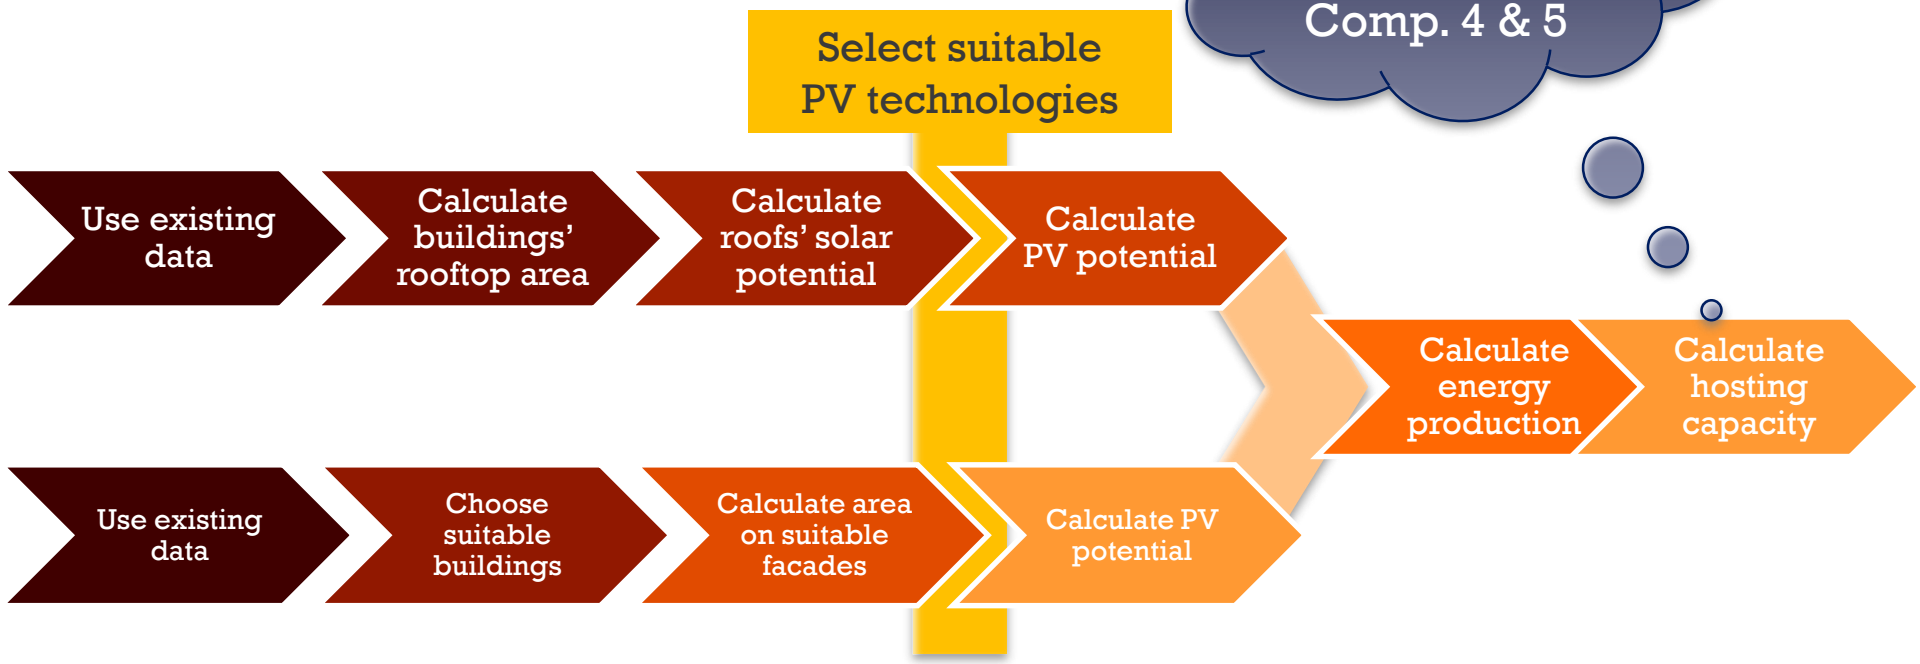 Comp. 4 & 5
Select suitable
PV technologies
Use existing
data
Calculate
buildings’
rooftop area
Calculate
roofs’ solar
potential
Calculate
PV potential
Calculate
energy
production
Calculate
hosting
capacity
Use existing
data
Choose
suitable
buildings
Calculate area
on suitable
facades
Calculate PV
potential